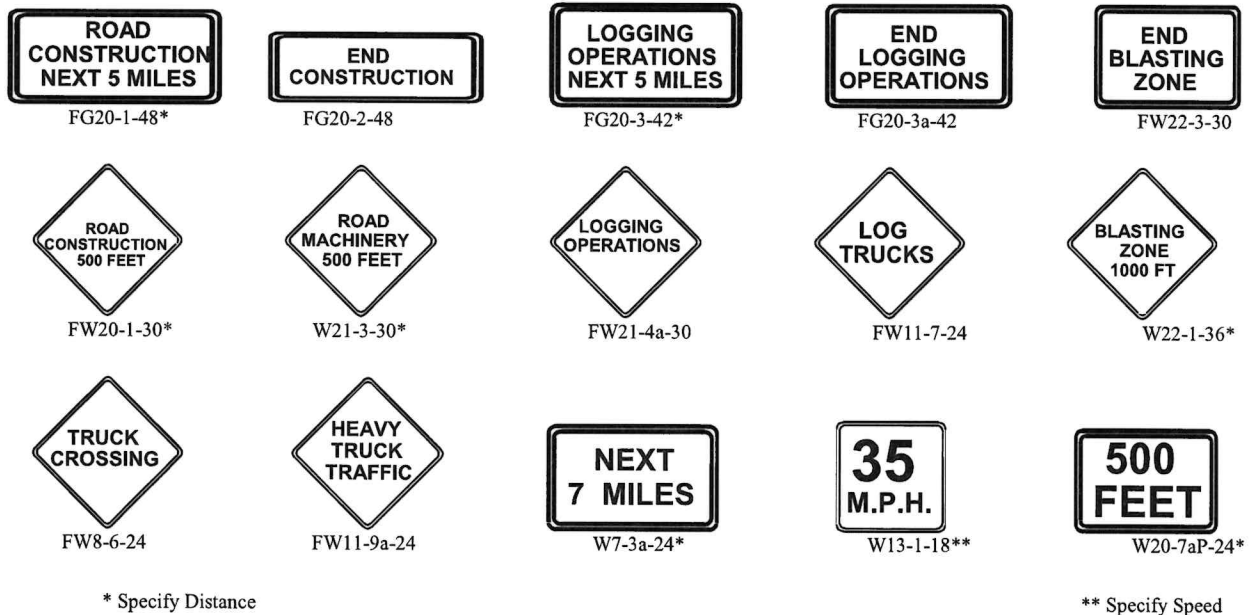 ROAD
CONSTRUCTION
NEXT 5 MILES
FG20-1-48*
END
CONSTRUCTION
FG20-2-48
LOGGING
OPERATIONS
NEXT 5 MILES
FG20-3-42*
END
LOGGING
OPERATIONS
FG20-3a-42
END
BLASTING
ZONE
FW22-3-30
ROAD
CONSTRUCTION
500 FEET
FW20-1-30*
ROAD
MACHINERY
500 FEET
W21-3-30*
LOGGING
OPERATIONS
FW21-4a-30
LOG
TRUCKS
FW11-7-24
BLASTING
ZONE
1000 FT
W22-1-36*
TRUCK
CROSSING
FW8-6-24
HEAVY
TRUCK
TRAFFIC
FW11-9a-24
NEXT
7 MILES
W7-3a-24*
35
M.P.H.
W13-1-18**
500
FEET
W20-7aP-24*
* Specify Distance
** Specify Speed